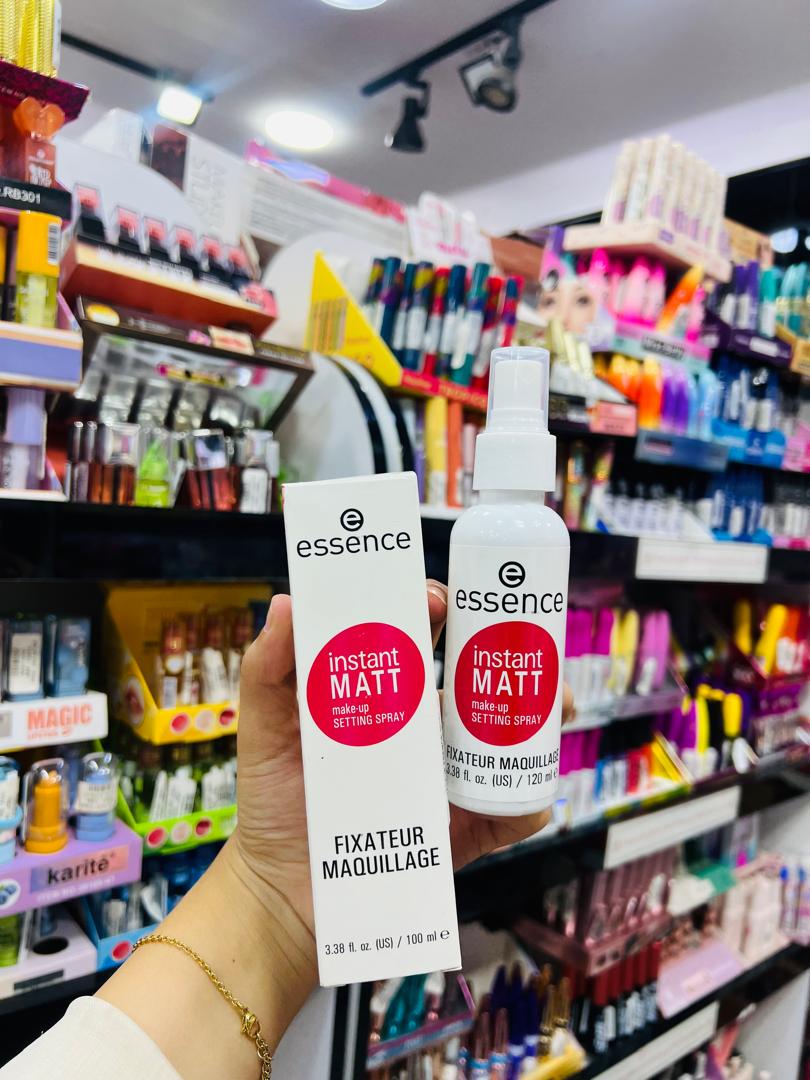 .RB301
essence
instant
MATT
make-up
SETTING SPRAY
FIXATEUR
MAQUILLAGE
3.38 fl. oz. (US) / 100 ml e
essence
instant
MATT
make-up
SETTING SPRAY
FIXATEUR MAQUILLAGE
3.38 fl. oz. (US) / 120 ml e
MAGIC
karité